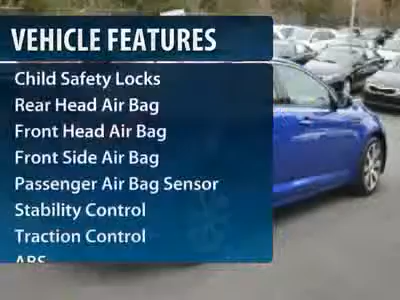 VEHICLE FEATURES
Child Safety Locks
Rear Head Air Bag
Front Head Air Bag
Front Side Air Bag
Passenger Air Bag Sensor
Stability Control
Traction Control
ABS